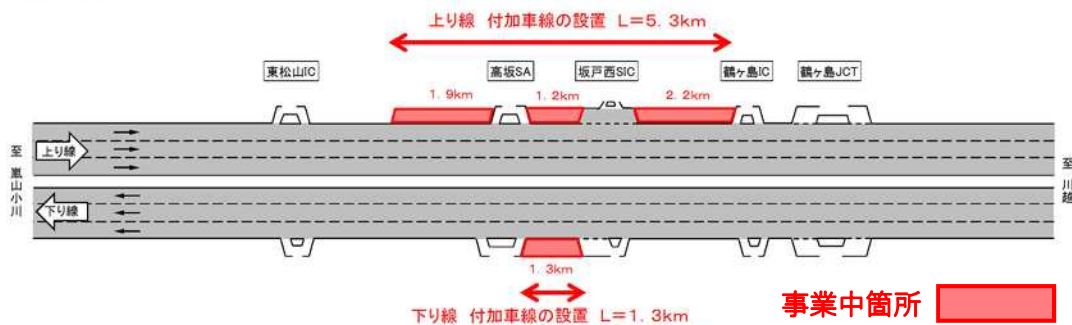 上り線 付加車線の設置 L=5. 3km
東松山IC
高坂SA
坂戸西SIC
鶴ヶ島IC
鶴ヶ島JCT
1. 9km
1. 2km
2. 2km
至 嵐山小川
上り線
至 川越
下り線
1. 3km
下り線 付加車線の設置 L=1. 3km
事業中箇所